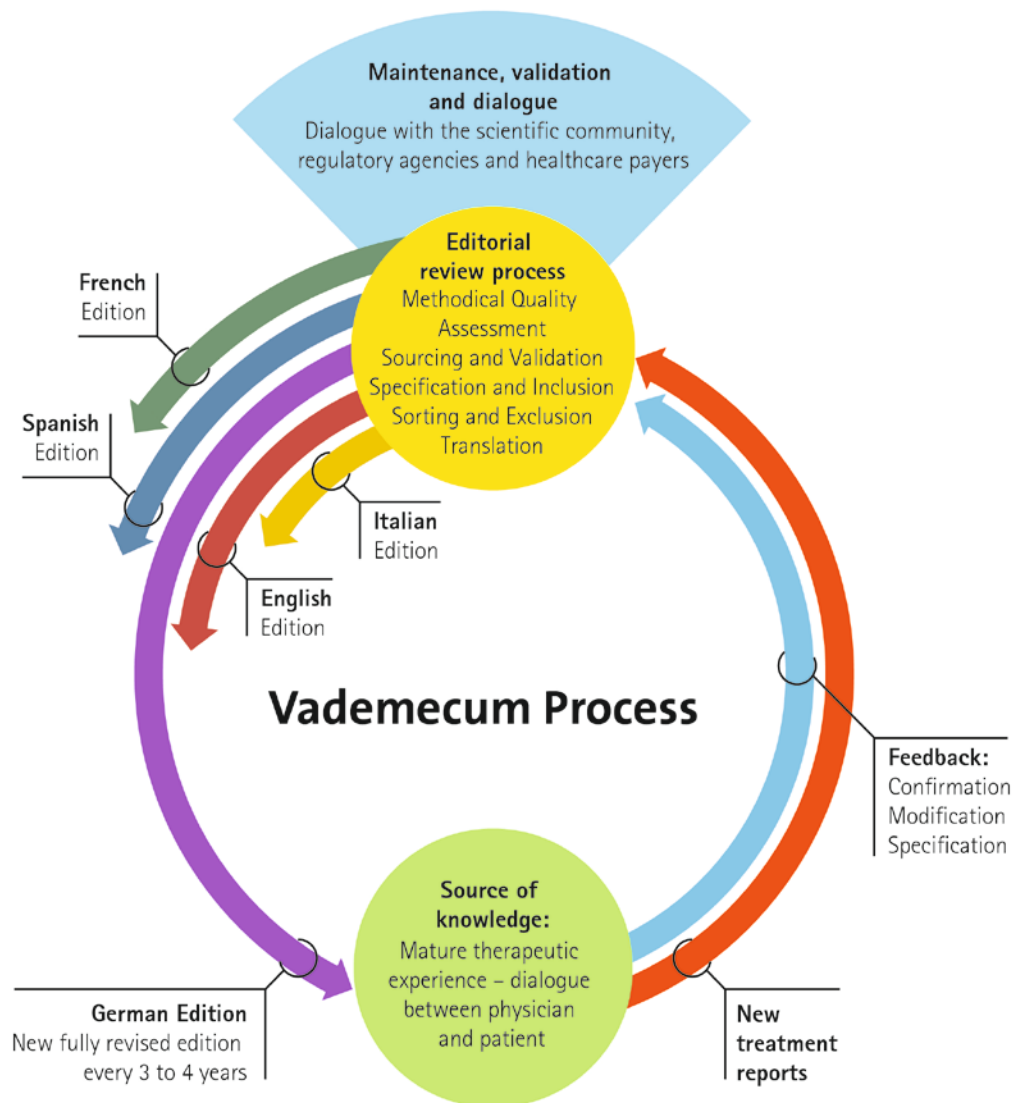 Maintenance, validation
and dialogue
Dialogue with the scientific community,
regulatory agencies and healthcare payers
Editorial
review process
Methodical Quality
Assessment
Sourcing and Validation
Specification and Inclusion
Sorting and Exclusion
Translation
French
Edition
Spanish
Edition
Italian
Edition
English
Edition
Vademecum Process
Feedback:
Confirmation
Modification
Specification
Source of
knowledge:
Mature therapeutic
experience – dialogue
between physician
and patient
German Edition
New fully revised edition
every 3 to 4 years
New
treatment
reports